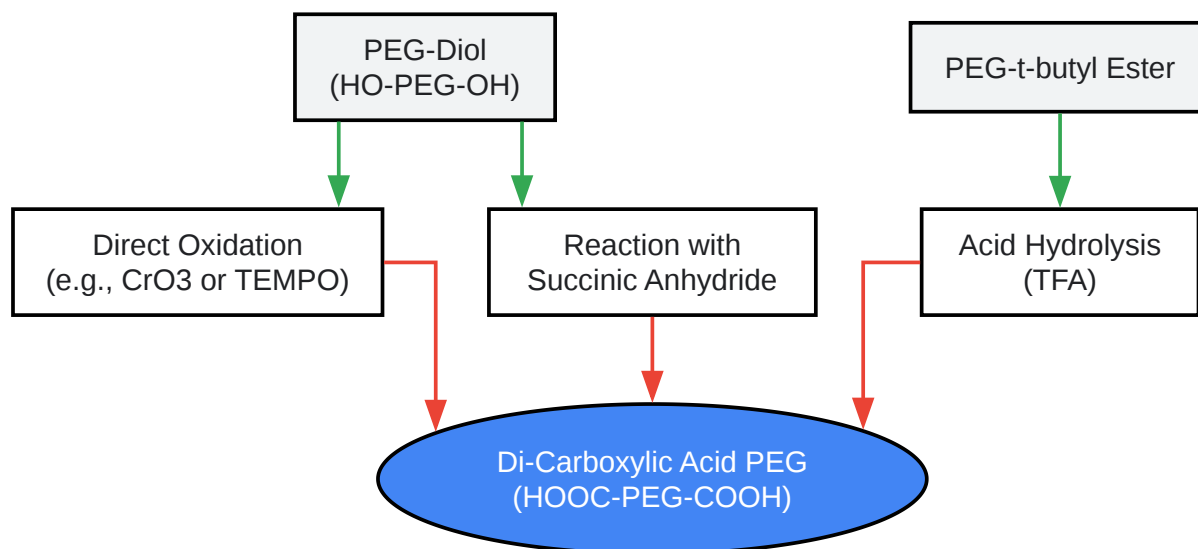 PEG-Diol
(HO-PEG-OH)
PEG-t-butyl Ester
Direct Oxidation
(e.g., CrO3 or TEMPO)
Reaction with
Succinic Anhydride
Acid Hydrolysis
(TFA)
Di-Carboxylic Acid PEG
(HOOC-PEG-COOH)